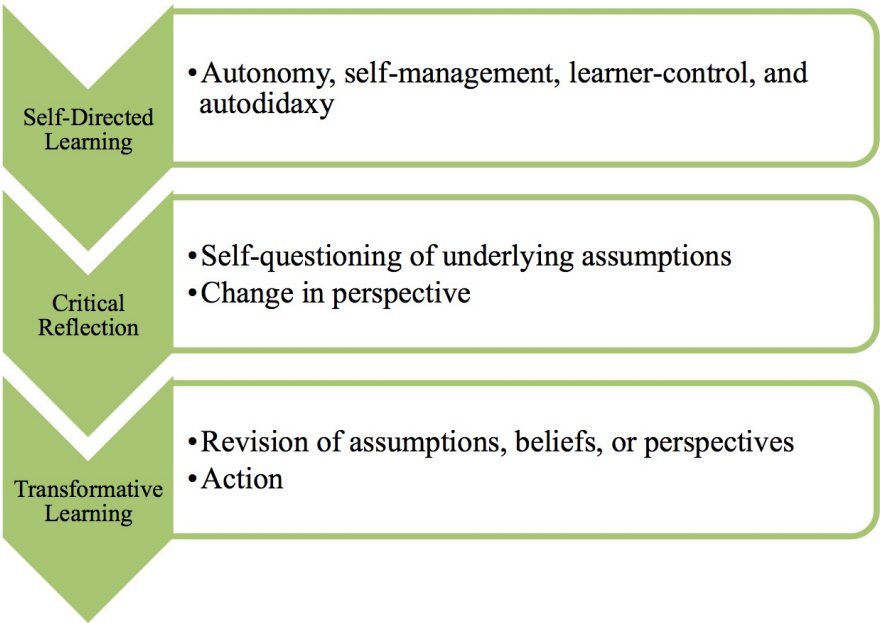 Self-Directed
Learning
•Autonomy, self-management, learner-control, and
autodidaxy
Critical
Reflection
•Self-questioning of underlying assumptions
•Change in perspective
Transformative
Learning
•Revision of assumptions, beliefs, or perspectives
•Action